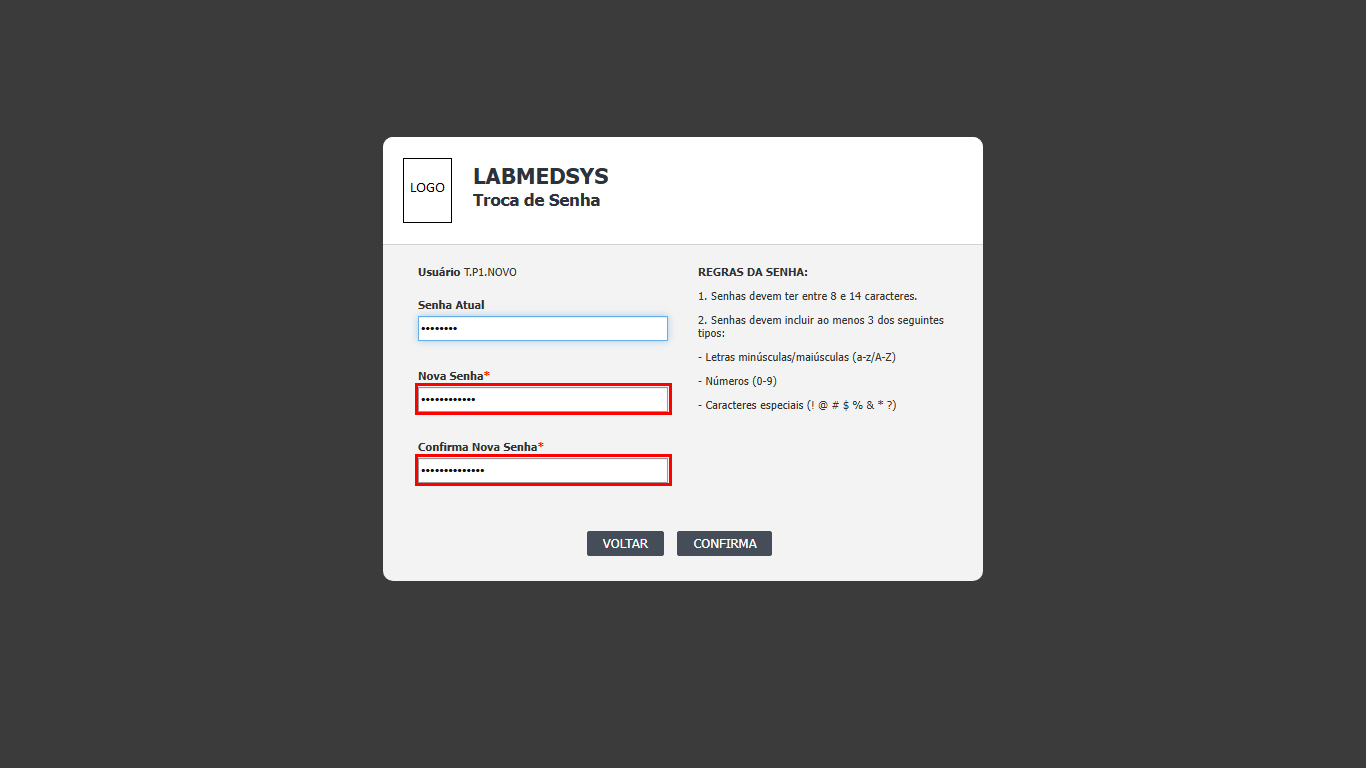 LOGO
LABMEDSYS
Troca de Senha
Usuário T.P1.NOVO
Senha Atual
••••••••
Nova Senha*
••••••••••••
Confirma Nova Senha*
••••••••••••••
REGRAS DA SENHA:
1. Senhas devem ter entre 8 e 14 caracteres.
2. Senhas devem incluir ao menos 3 dos seguintes
tipos:
- Letras minúsculas/maiúsculas (a-z/A-Z)
- Números (0-9)
- Caracteres especiais (! @ # $ % & * ?)
VOLTAR
CONFIRMA